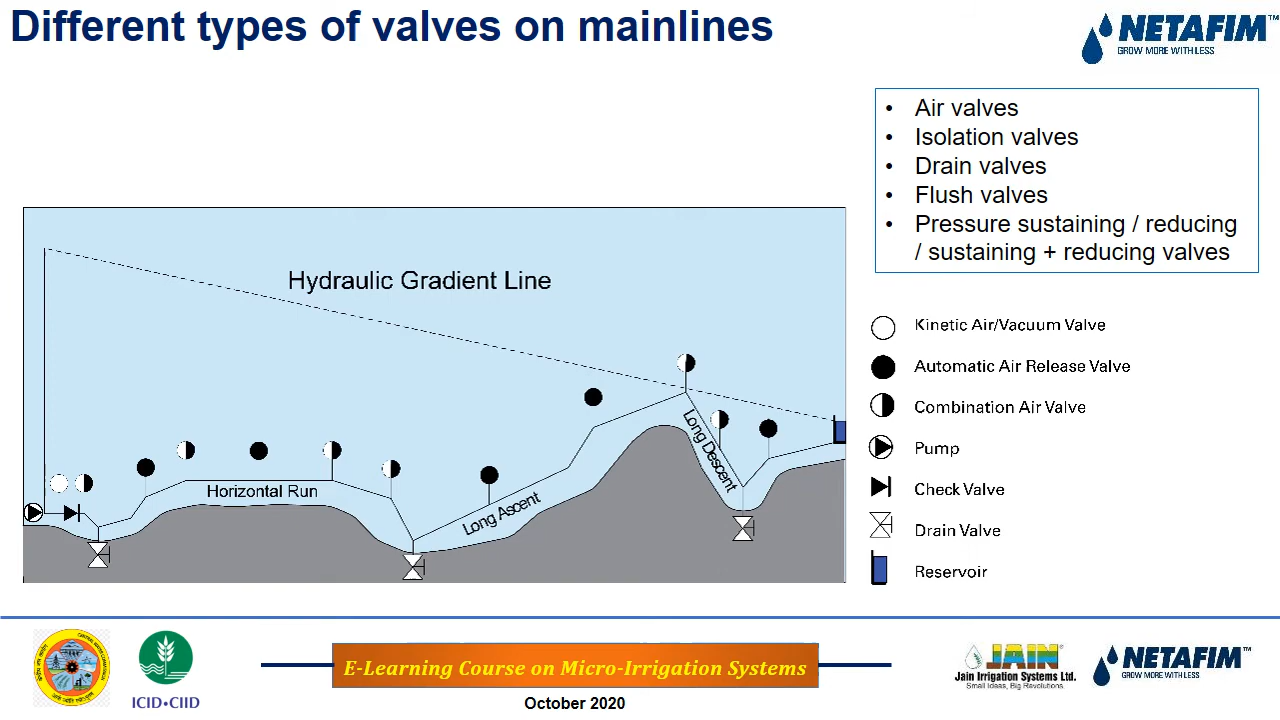 Different types of valves on mainlines
NETAFIM™
GROW MORE WITH LESS
• Air valves
• Isolation valves
• Drain valves
• Flush valves
• Pressure sustaining / reducing
/ sustaining + reducing valves
Hydraulic Gradient Line
Horizontal Run
Long Ascent
Long Descent
Kinetic Air/Vacuum Valve
Automatic Air Release Valve
Combination Air Valve
Pump
Check Valve
Drain Valve
Reservoir
ICID•CIID
E-Learning Course on Micro-Irrigation Systems
October 2020
JAIN®
Jain Irrigation Systems Ltd.
Small Ideas, Big Revolutions.
NETAFIM™
GROW MORE WITH LESS